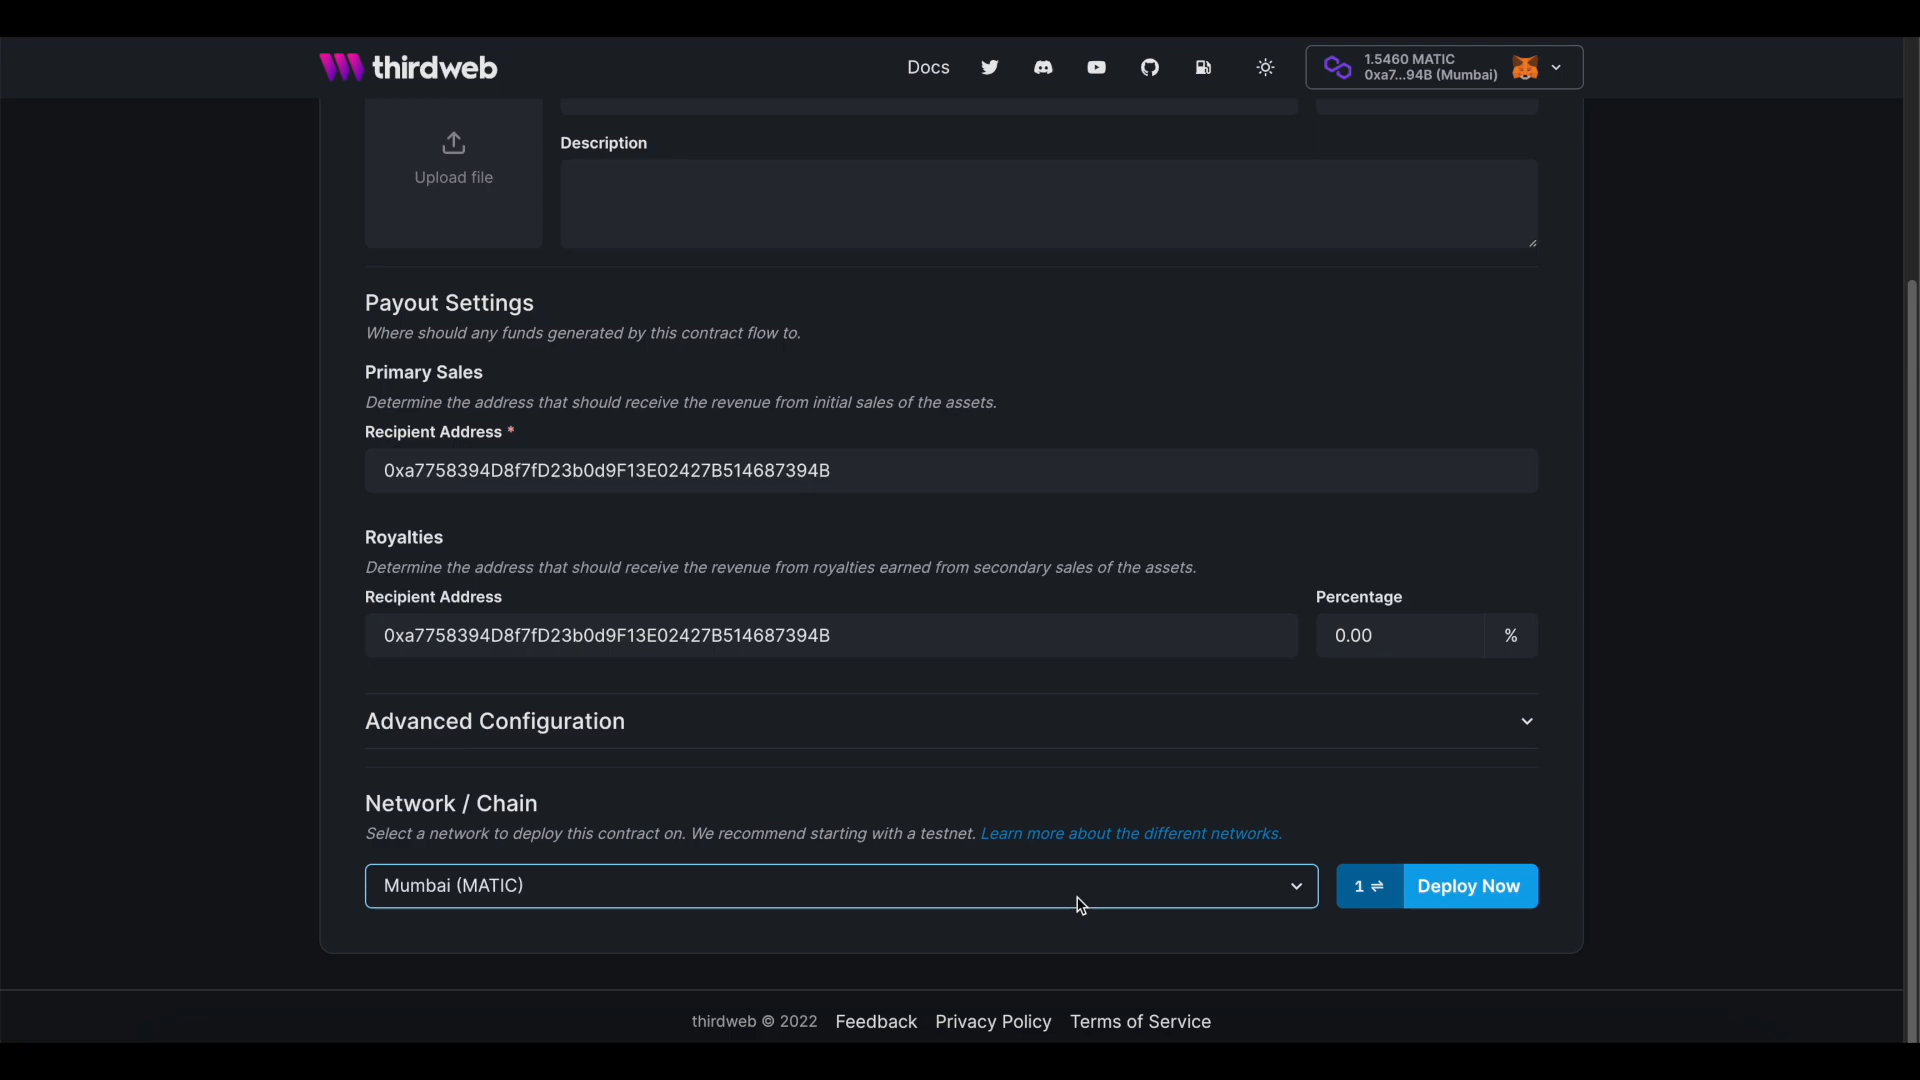 thirdweb
Docs
1.5460 MATIC
0xa7...94B (Mumbai)
Upload file
Description
Payout Settings
Where should any funds generated by this contract flow to.
Primary Sales
Determine the address that should receive the revenue from initial sales of the assets.
Recipient Address *
0xa7758394D8f7fD23b0d9F13E02427B514687394B
Royalties
Determine the address that should receive the revenue from royalties earned from secondary sales of the assets.
Recipient Address
Percentage
0xa7758394D8f7fD23b0d9F13E02427B514687394B
0.00 %
Advanced Configuration
Network / Chain
Select a network to deploy this contract on. We recommend starting with a testnet. Learn more about the different networks.
Mumbai (MATIC)
1 ⇌ Deploy Now
thirdweb © 2022 Feedback Privacy Policy Terms of Service